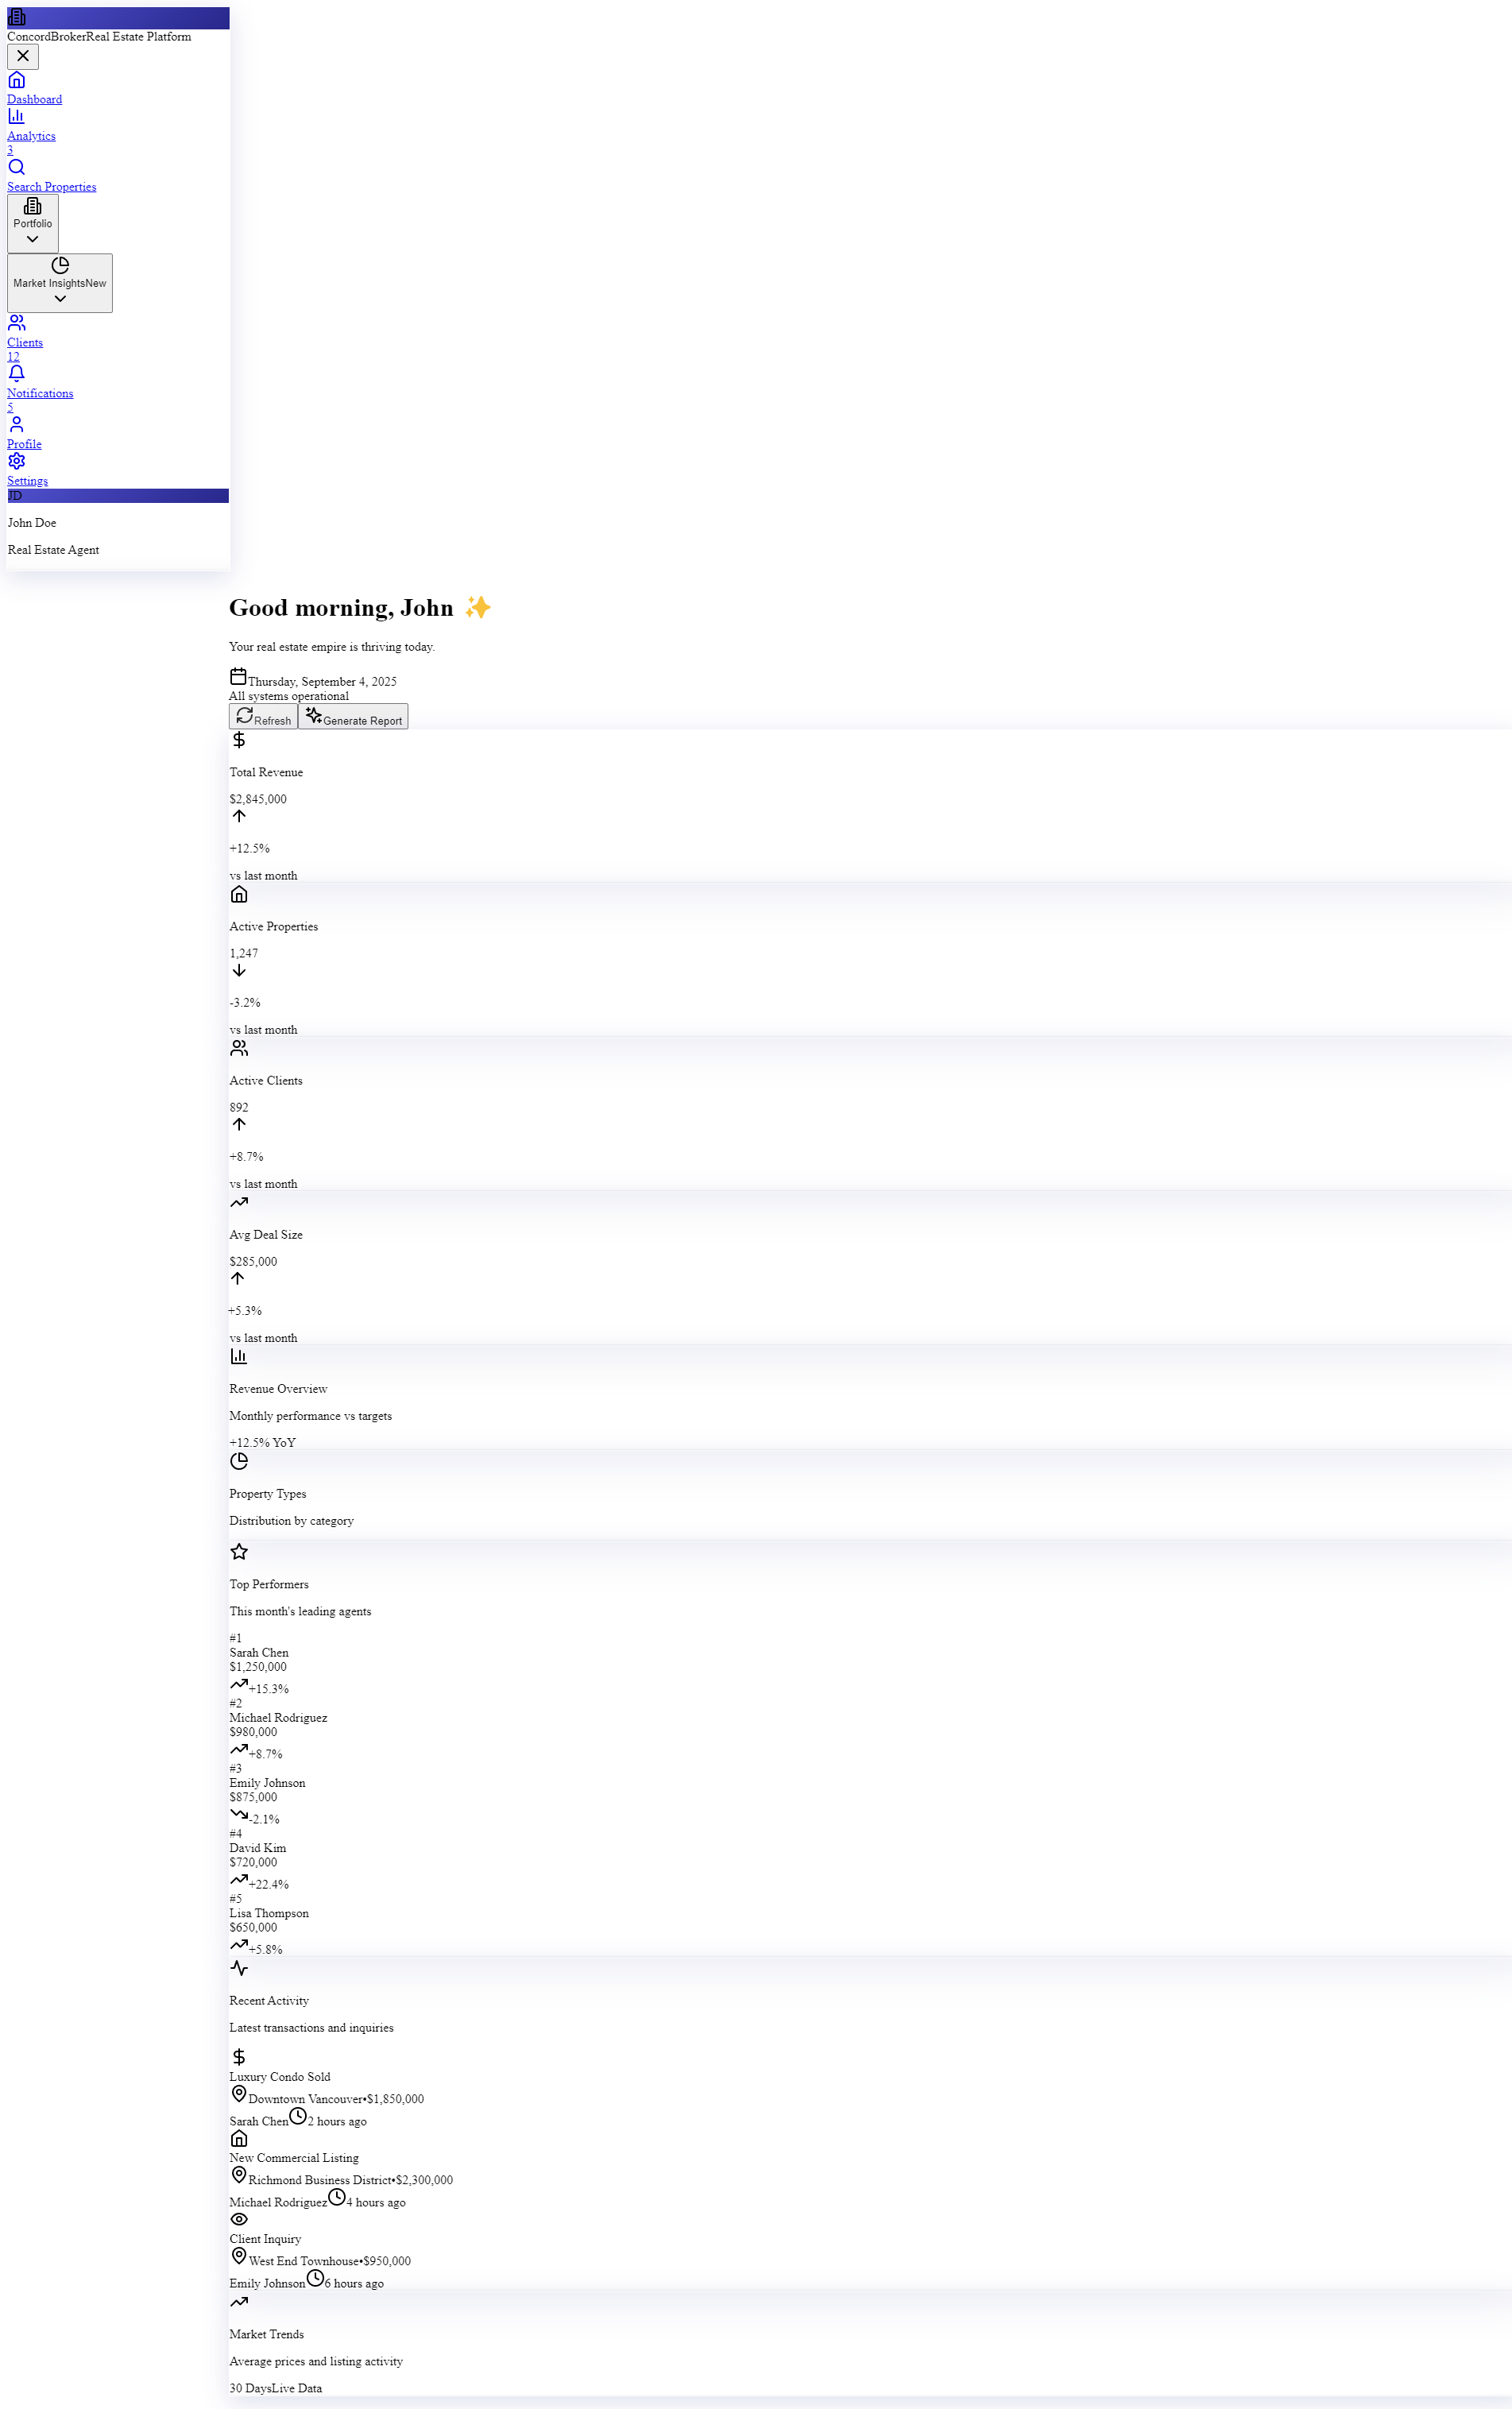 ConcordBrokerReal Estate Platform
Dashboard
Analytics
3
Search Properties
Portfolio
Market InsightsNew
Clients
12
Notifications
5
Profile
Settings
JD
John Doe
Real Estate Agent
Good morning, John ✨
Your real estate empire is thriving today.
Thursday, September 4, 2025
All systems operational
Refresh Generate Report
Total Revenue
$2,845,000
+12.5%
vs last month
Active Properties
1,247
-3.2%
vs last month
Active Clients
892
+8.7%
vs last month
Avg Deal Size
$285,000
+5.3%
vs last month
Revenue Overview
Monthly performance vs targets
+12.5% YoY
Property Types
Distribution by category
Top Performers
This month's leading agents
#1
Sarah Chen
$1,250,000
+15.3%
#2
Michael Rodriguez
$980,000
+8.7%
#3
Emily Johnson
$875,000
-2.1%
#4
David Kim
$720,000
+22.4%
#5
Lisa Thompson
$650,000
+5.8%
Recent Activity
Latest transactions and inquiries
Luxury Condo Sold
Downtown Vancouver•$1,850,000
Sarah Chen 2 hours ago
New Commercial Listing
Richmond Business District•$2,300,000
Michael Rodriguez 4 hours ago
Client Inquiry
West End Townhouse•$950,000
Emily Johnson 6 hours ago
Market Trends
Average prices and listing activity
30 DaysLive Data